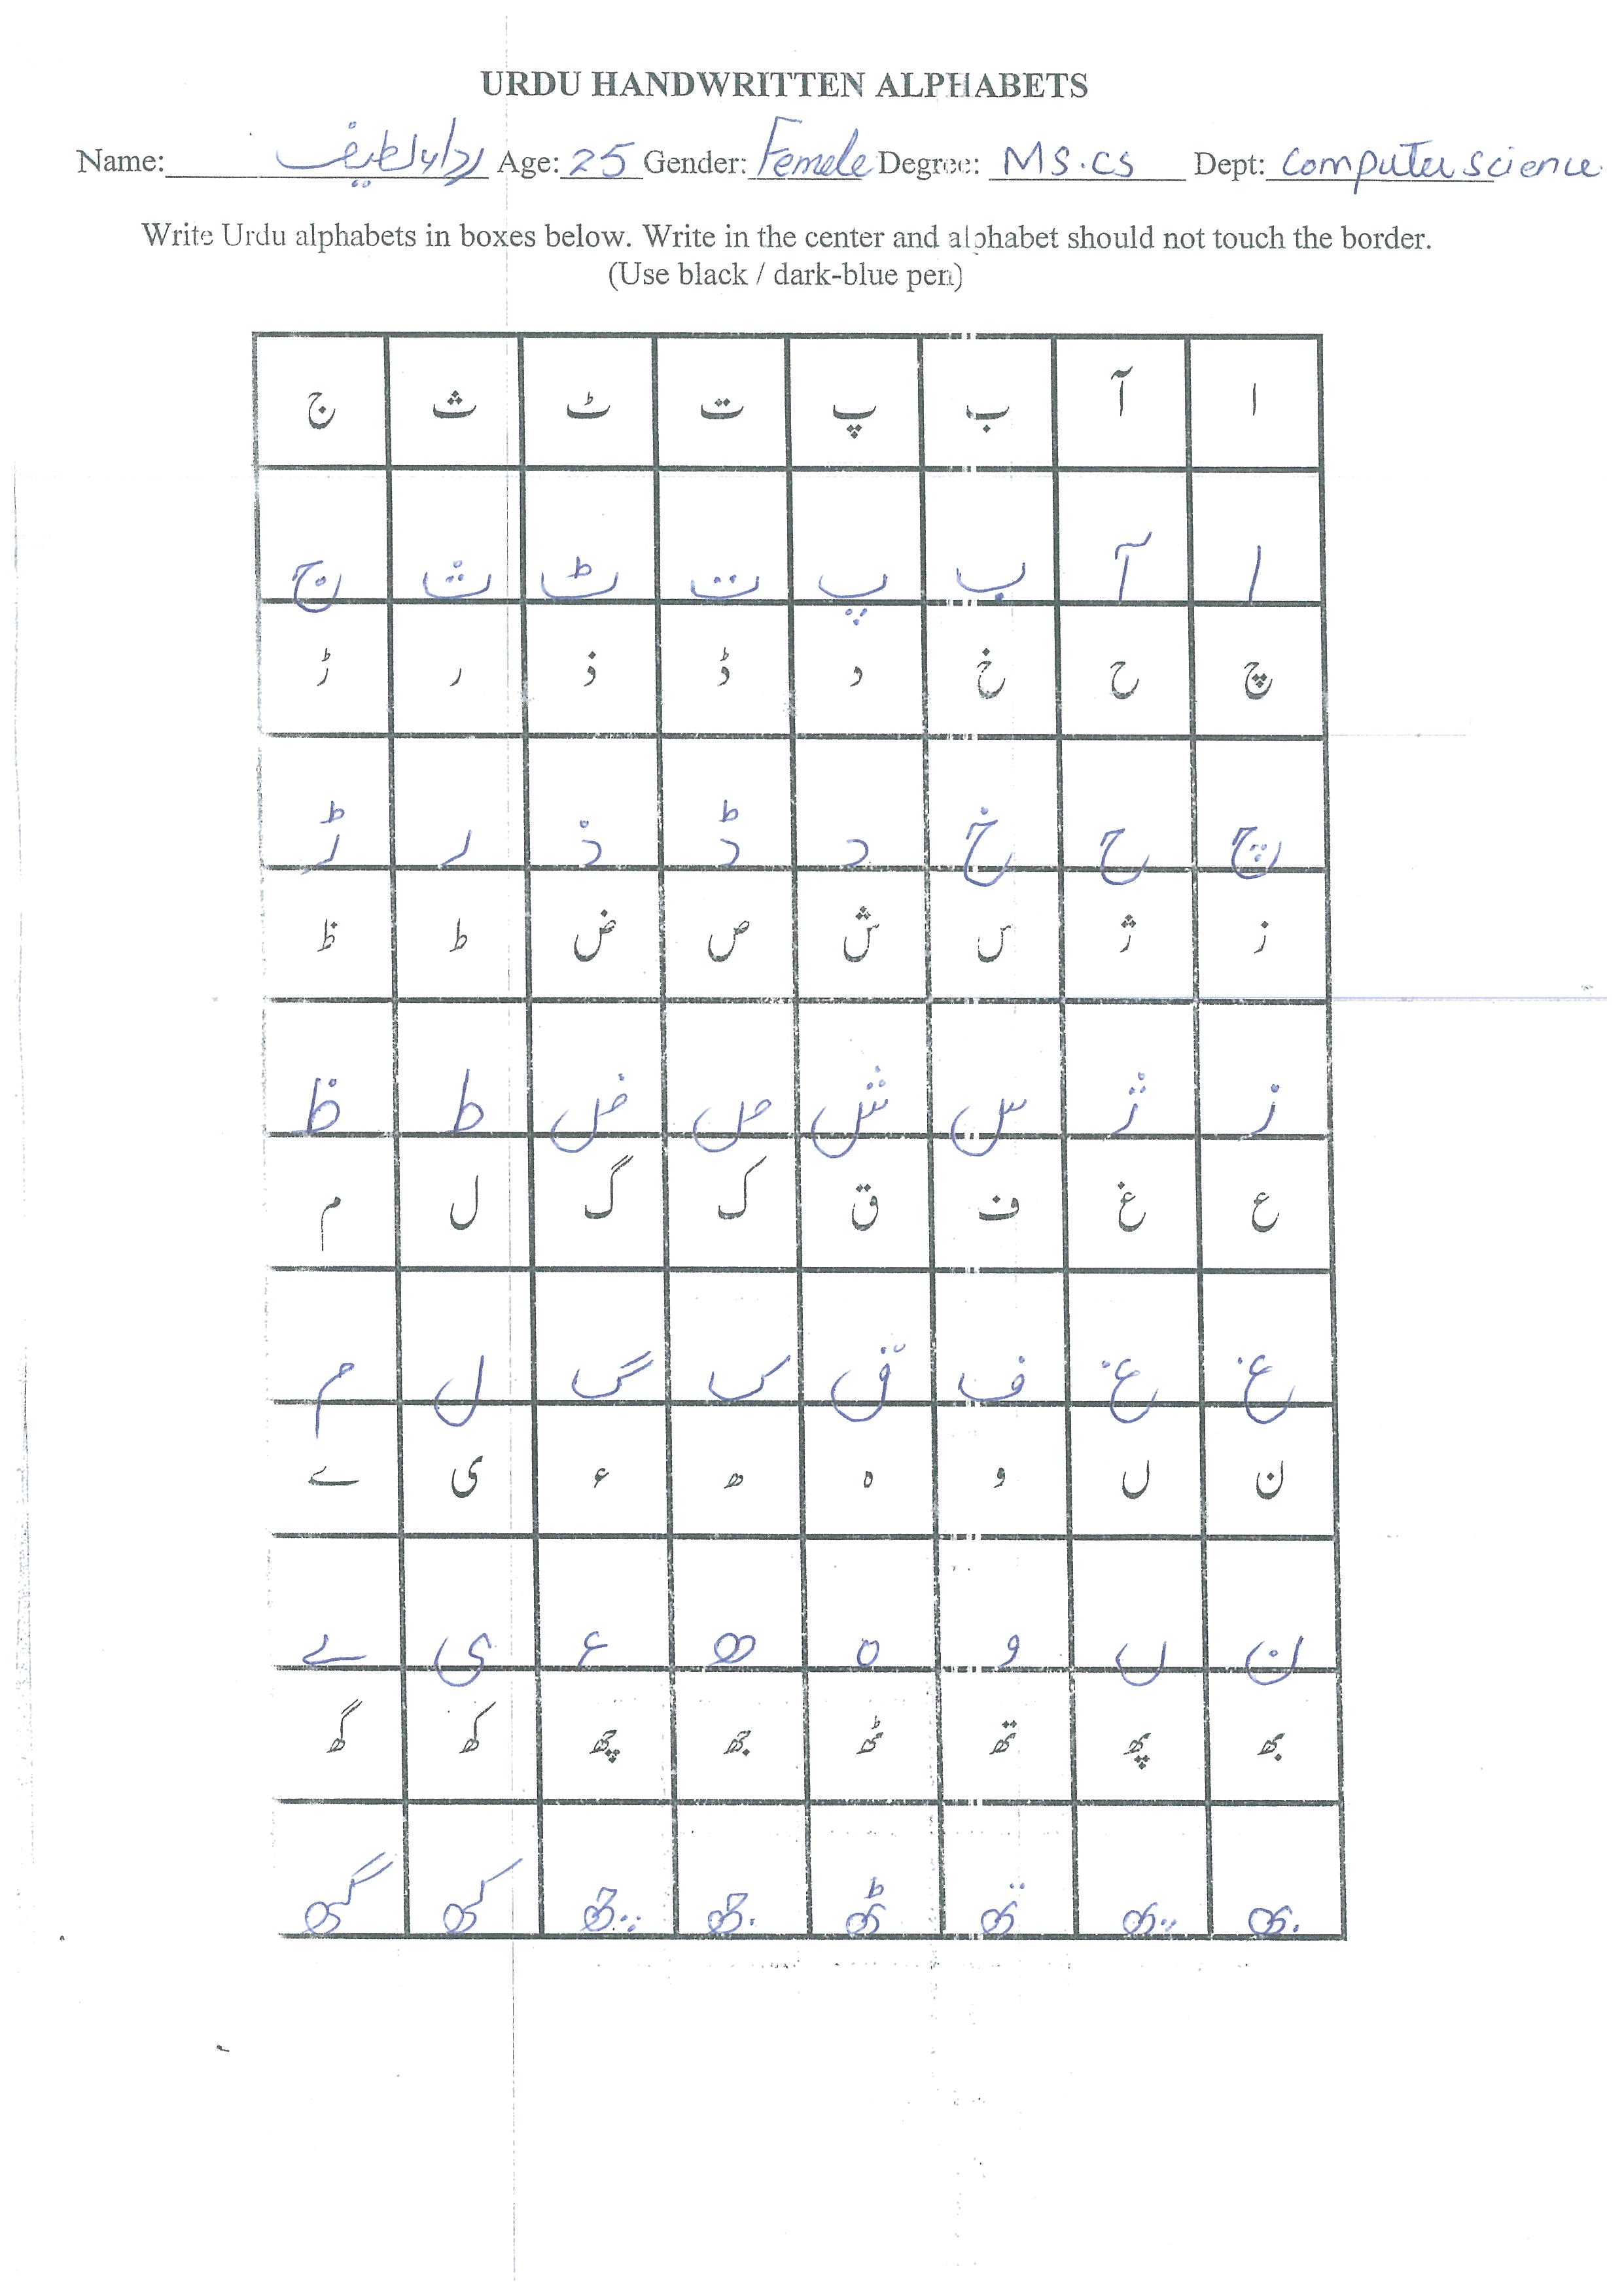 URDU HANDWRITTEN ALPHABETS
Name: لطیف Age: 25 Gender: Female Degree: MS.CS Dept: Computer science
Write Urdu alphabets in boxes below. Write in the center and alphabet should not touch the border.
(Use black / dark-blue pen)
ا آ ب پ ت ٹ ث ج
ا آ ب پ ت ٹ ث ج
چ ح خ د ڈ ذ ر ڑ
چ ح خ د ڈ ذ ر ڑ
ز ژ س ش ص ض ط ظ
ز ژ س ش ص ض ط ظ
ع غ ف ق ک گ ل م
غ غ ف ق ک گ ل م
ن ں و ہ ھ ء ی ے
ن ں و ہ ھ ء ی ے
بھ پھ تھ ٹھ جھ چھ کھ گھ
بھ پھ تھ ٹھ جھ چھ کھ گھ